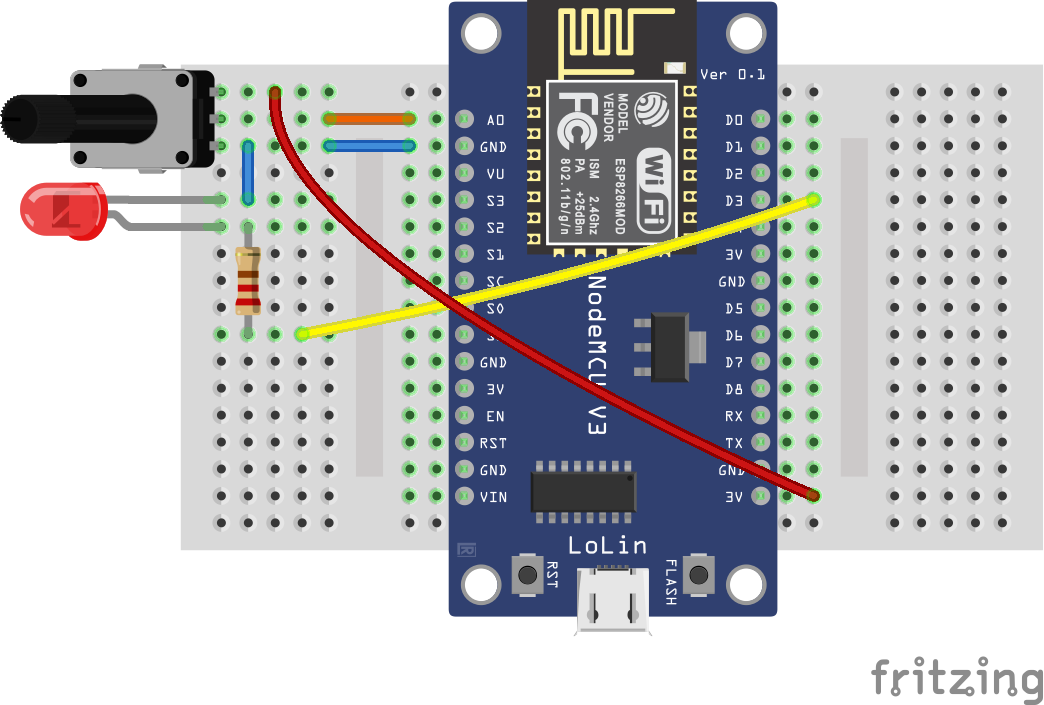 Ver 0.1
A0
GND
VU
S3
S2
S1
SC
S0
GND
3V
EN
RST
GND
VIN
D0
D1
D2
D3
3V
GND
D5
D6
D7
D8
RX
TX
GND
3V
MODEL
VENDOR
ESP8266MOD
FC
WiFi
ISM 2.4GHz
PA +25dBm
802.11b/g/n
NodeMCU V3
LoLin
RST
FLASH
R
fritzing